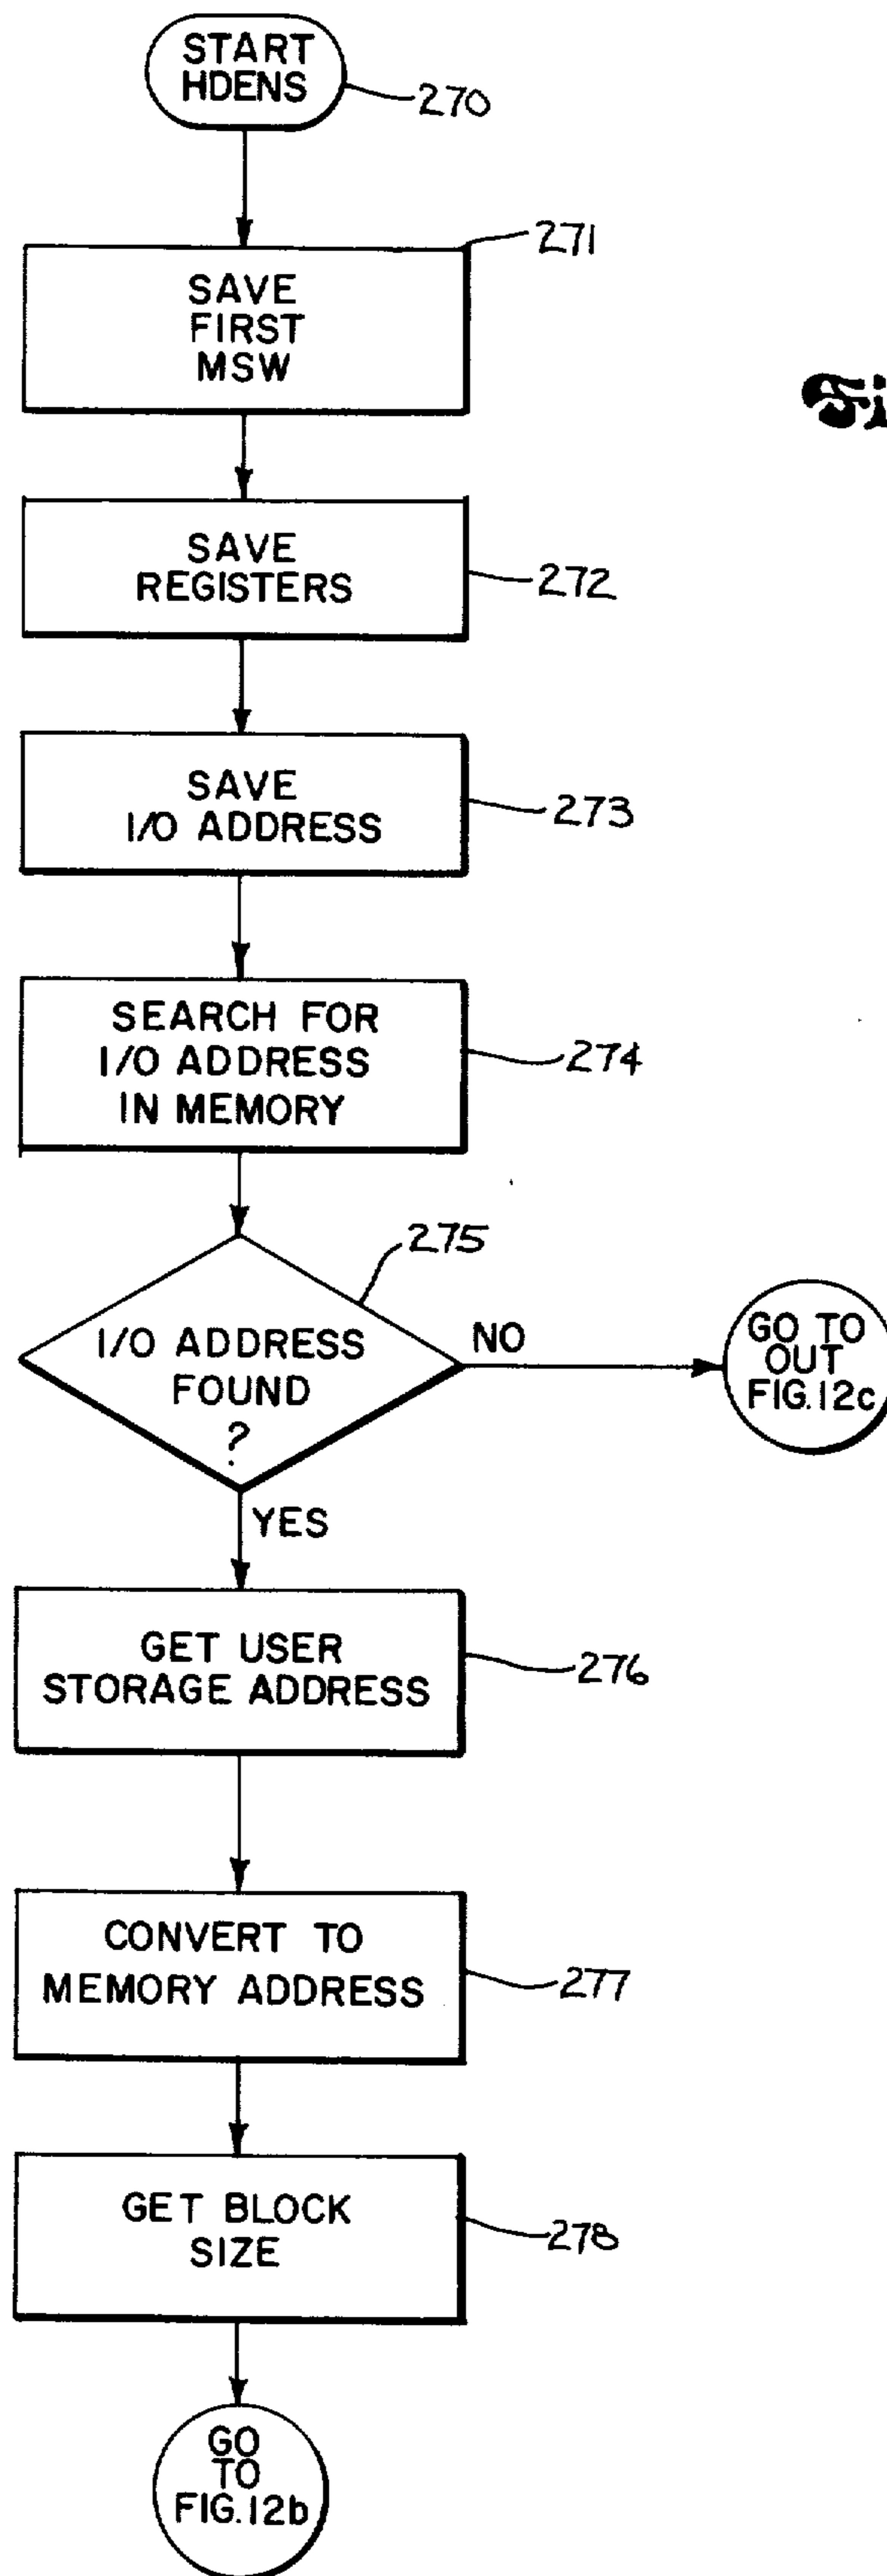 START
HDENS
270
271
SAVE
FIRST
MSW
SAVE
REGISTERS
272
SAVE
I/O ADDRESS
273
SEARCH FOR
I/O ADDRESS
IN MEMORY
274
275
I/O ADDRESS
FOUND
?
NO
GO TO
OUT
FIG.12c
YES
GET USER
STORAGE ADDRESS
276
CONVERT TO
MEMORY ADDRESS
277
GET BLOCK
SIZE
278
GO
TO
FIG.12b